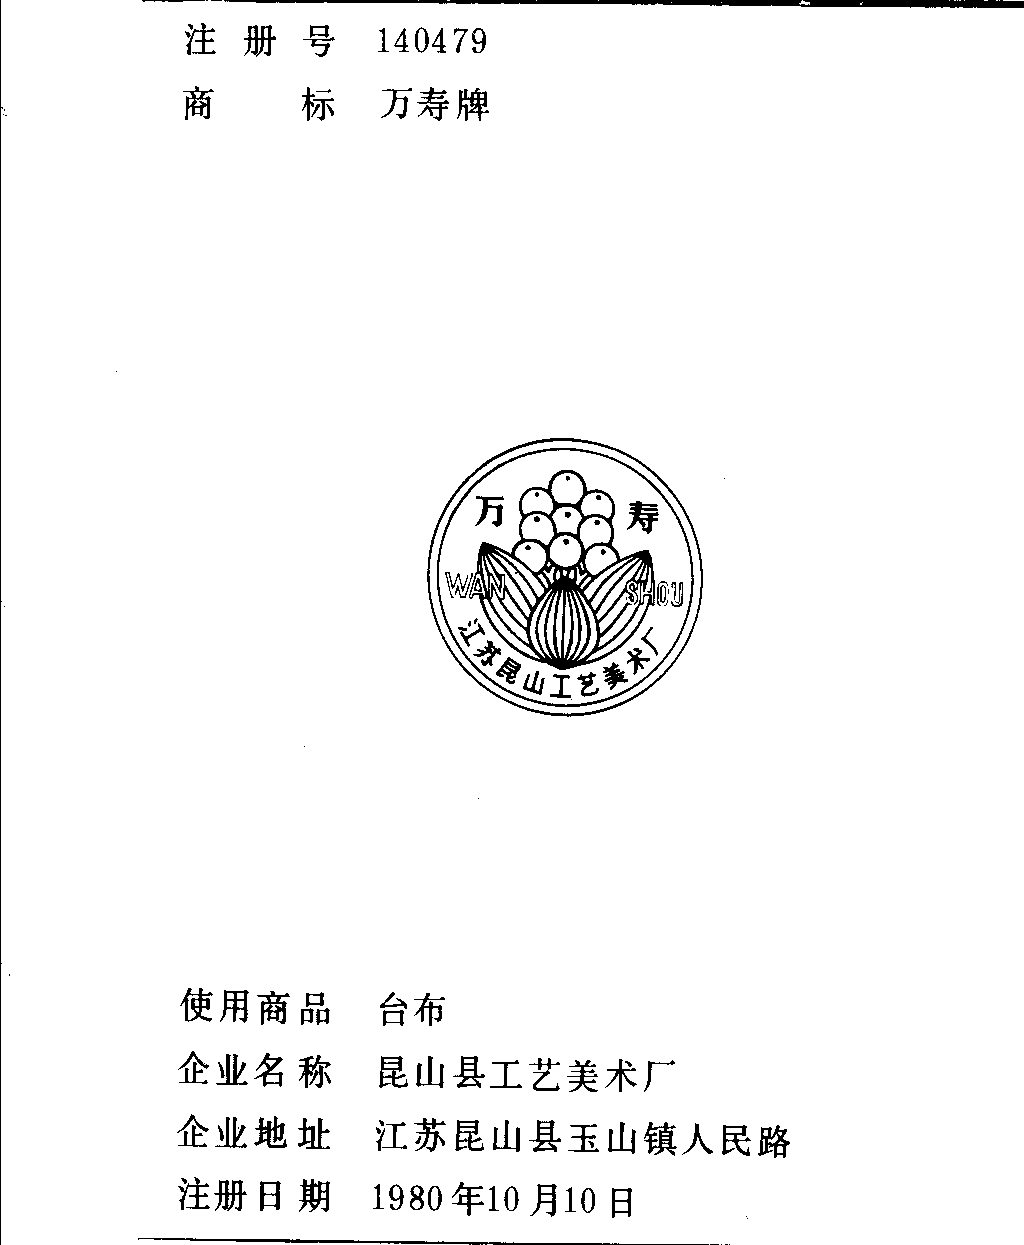 注册号 140479
商标 万寿牌
万 寿
WAN SHOU
江苏昆山工艺美术厂
使用商品 台布
企业名称 昆山县工艺美术厂
企业地址 江苏昆山县玉山镇人民路
注册日期 1980年10月10日